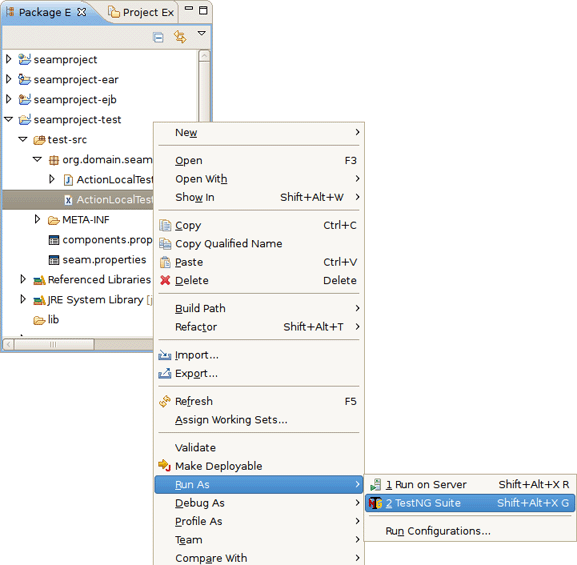 Package E Project Ex
seamproject
seamproject-ear
seamproject-ejb
seamproject-test
test-src
org.domain.seam
ActionLocalTest
ActionLocalTest
META-INF
components.prop
seam.properties
Referenced Libraries
JRE System Library [j
lib
New
Open F3
Open With
Show In Shift+Alt+W
Copy Ctrl+C
Copy Qualified Name
Paste Ctrl+V
Delete Delete
Build Path
Refactor Shift+Alt+T
Import...
Export...
Refresh F5
Assign Working Sets...
Validate
Make Deployable
Run As
Debug As
Profile As
Team
Compare With
1 Run on Server Shift+Alt+X R
2 TestNG Suite Shift+Alt+X G
Run Configurations...